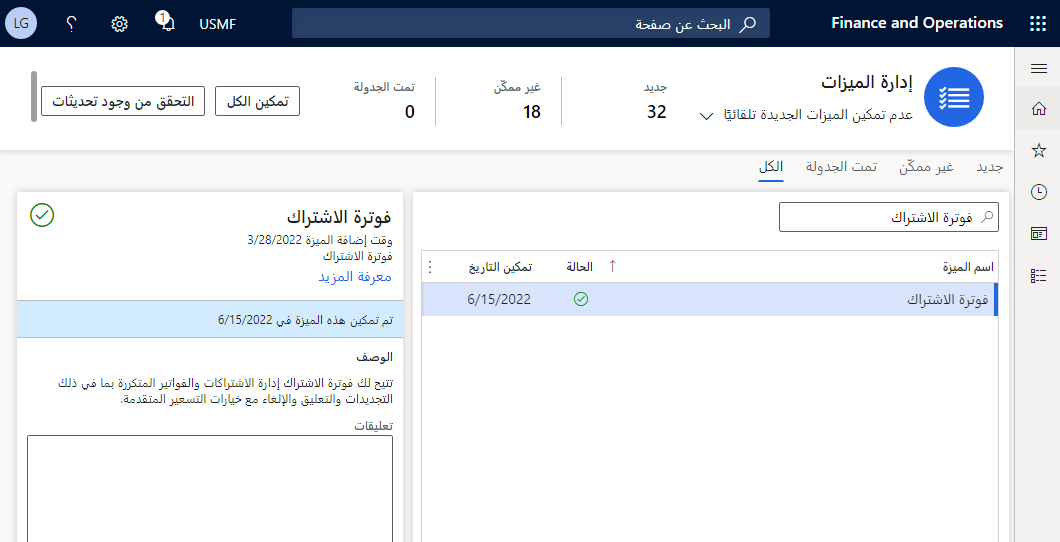 Finance and Operations
البحث عن صفحة
USMF
1
؟
LG
إدارة الميزات
عدم تمكين الميزات الجديدة تلقائيًا
جديد
32
غير ممكّن
18
تمت الجدولة
0
تمكين الكل
التحقق من وجود تحديثات
جديد
غير ممكّن
تمت الجدولة
الكل
فوترة الاشتراك
اسم الميزة
الحالة
تمكين التاريخ
فوترة الاشتراك
6/15/2022
فوترة الاشتراك
وقت إضافة الميزة 3/28/2022
فوترة الاشتراك
معرفة المزيد
تم تمكين هذه الميزة في 6/15/2022
الوصف
تتيح لك فوترة الاشتراك إدارة الاشتراكات والفواتير المتكررة بما في ذلك
التجديدات والتعليق والإلغاء مع خيارات التسعير المتقدمة.
تعليقات